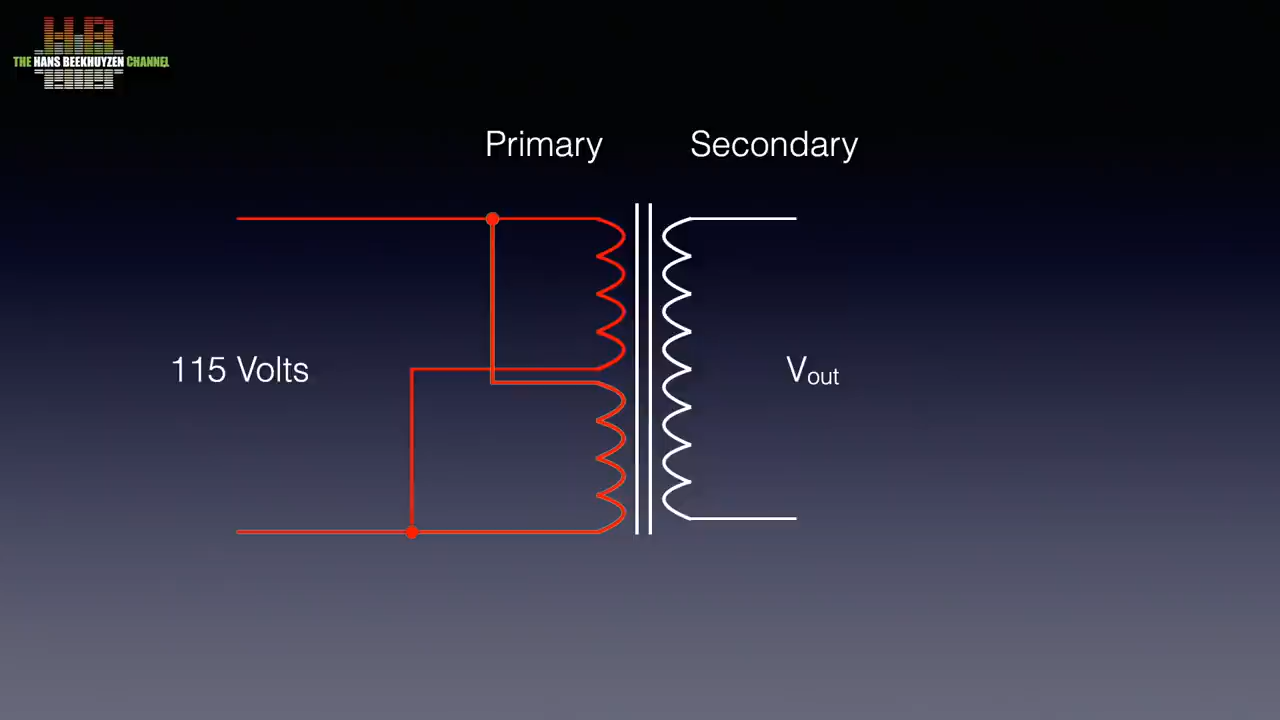 THE HANS BEEKHUYZEN CHANNEL
Primary
Secondary
115 Volts
Vout